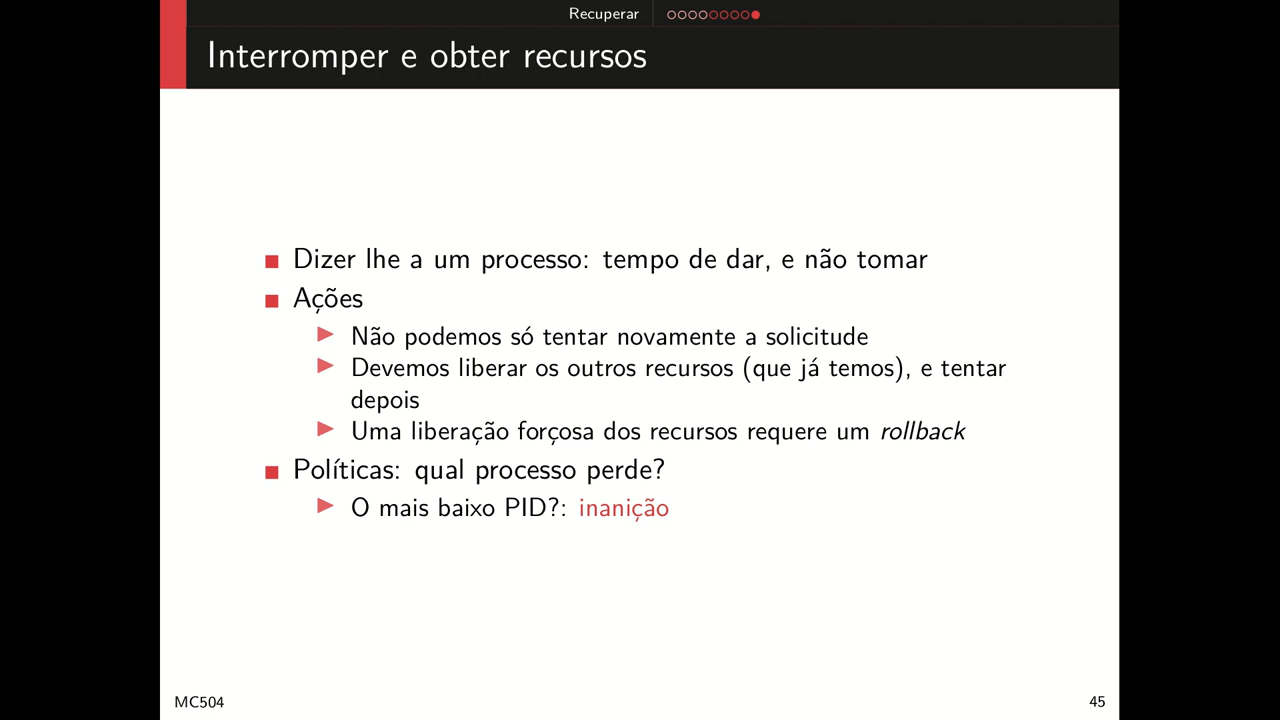 Recuperar
Interromper e obter recursos
Dizer lhe a um processo: tempo de dar, e não tomar
Ações
Não podemos só tentar novamente a solicitude
Devemos liberar os outros recursos (que já temos), e tentar
depois
Uma liberação forçosa dos recursos requere um rollback
Políticas: qual processo perde?
O mais baixo PID?: inanição
MC504
45